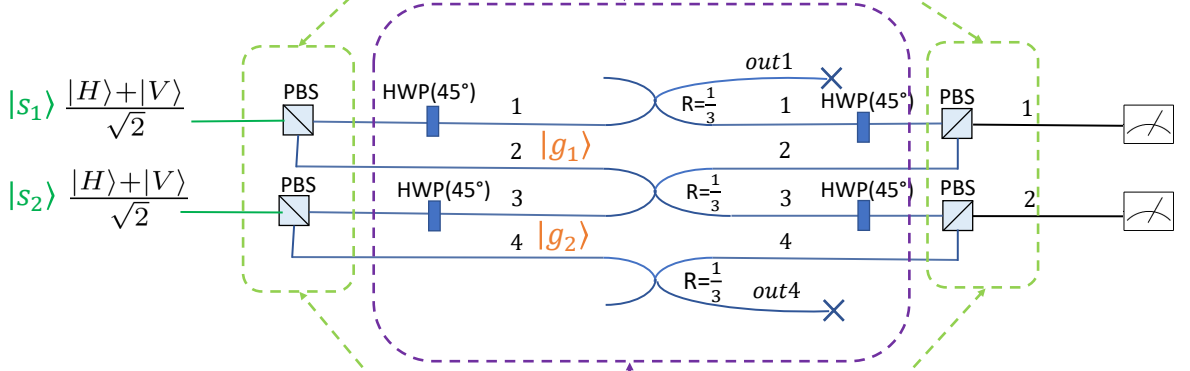 out1
|s₁⟩ |H⟩+|V⟩/√2 PBS HWP(45°) 1 R=1/3 1 HWP(45°) PBS 1
2 |g₁⟩ 2
|s₂⟩ |H⟩+|V⟩/√2 PBS HWP(45°) 3 R=1/3 3 HWP(45°) PBS 2
4 |g₂⟩ 4
R=1/3 out4